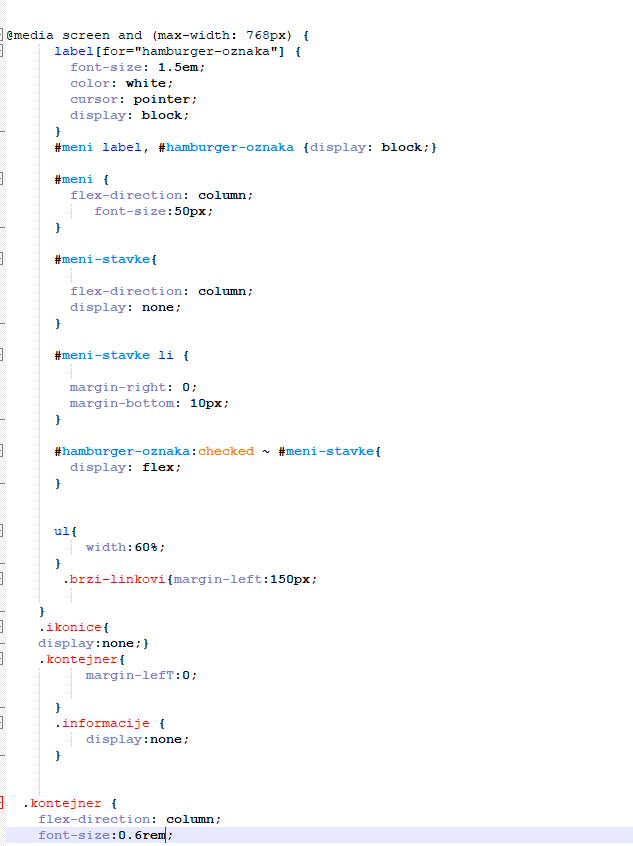 @media screen and (max-width: 768px) {
label[for="hamburger-oznaka"] {
font-size: 1.5em;
color: white;
cursor: pointer;
display: block;
}
#meni label, #hamburger-oznaka {display: block;}
#meni {
flex-direction: column;
font-size:50px;
}
#meni-stavke{
flex-direction: column;
display: none;
}
#meni-stavke li {
margin-right: 0;
margin-bottom: 10px;
}
#hamburger-oznaka:checked ~ #meni-stavke{
display: flex;
}
ul{
width:60%;
}
.brzi-linkovi{margin-left:150px;
}
.ikonice{
display:none;}
.kontejner{
margin-lefT:0;
}
.informacije {
display:none;
}
.kontejner {
flex-direction: column;
font-size:0.6rem;